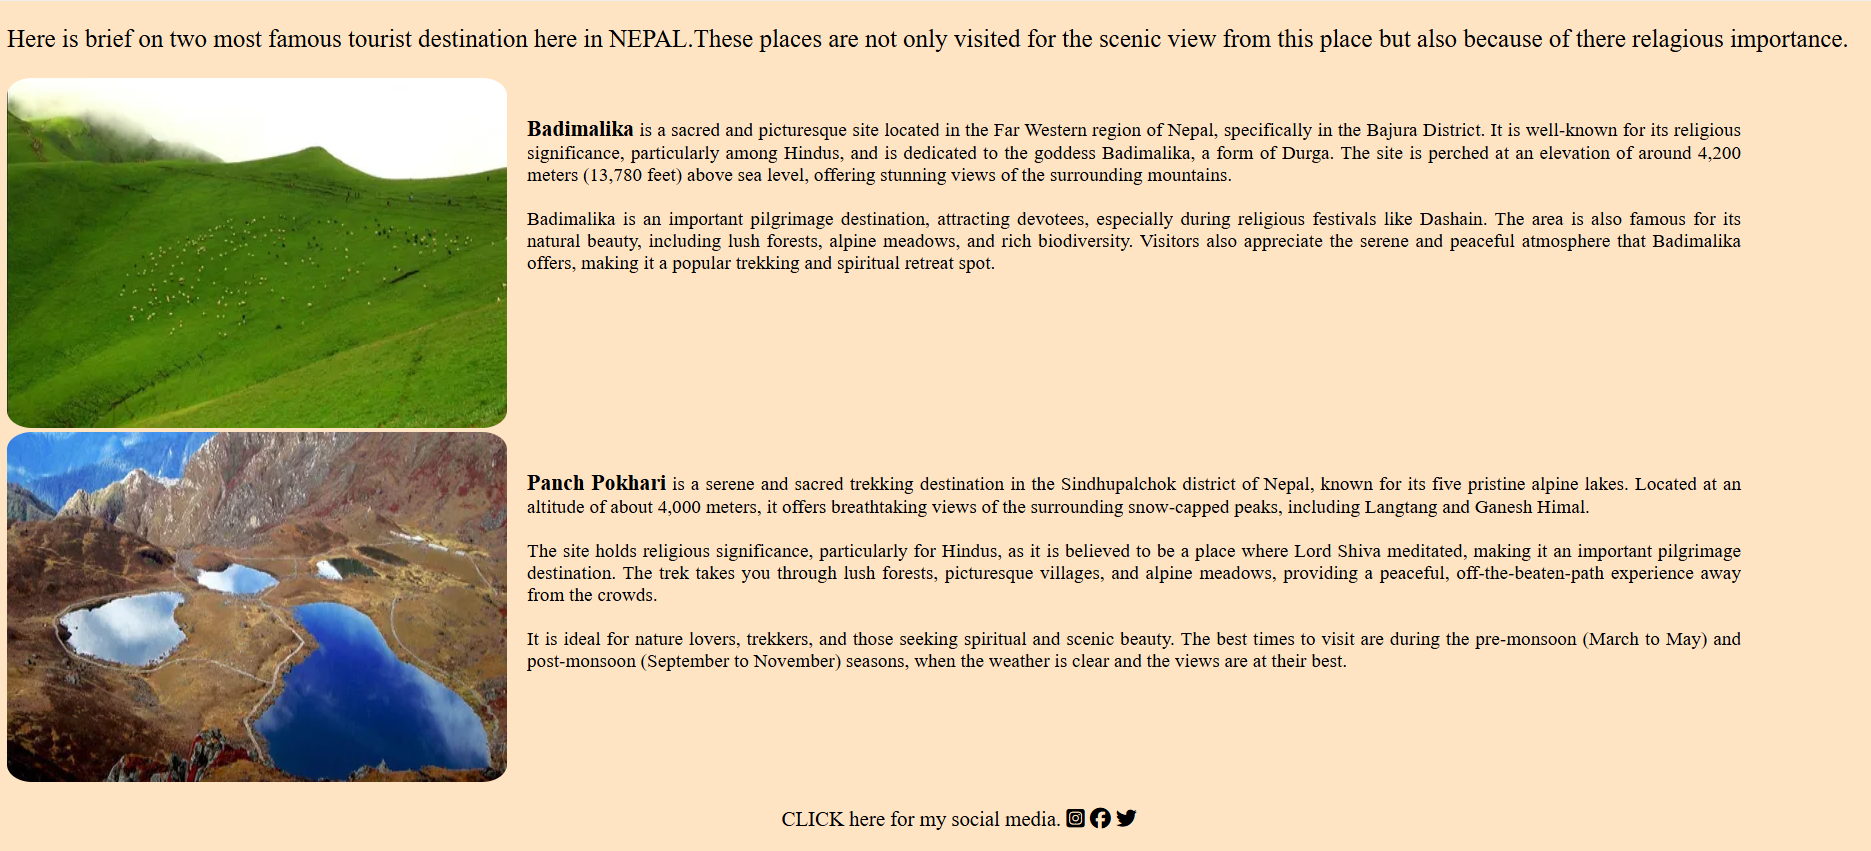 Here is brief on two most famous tourist destination here in NEPAL.These places are not only visited for the scenic view from this place but also because of there relagious importance.
Badimalika is a sacred and picturesque site located in the Far Western region of Nepal, specifically in the Bajura District. It is well-known for its religious
significance, particularly among Hindus, and is dedicated to the goddess Badimalika, a form of Durga. The site is perched at an elevation of around 4,200
meters (13,780 feet) above sea level, offering stunning views of the surrounding mountains.
Badimalika is an important pilgrimage destination, attracting devotees, especially during religious festivals like Dashain. The area is also famous for its
natural beauty, including lush forests, alpine meadows, and rich biodiversity. Visitors also appreciate the serene and peaceful atmosphere that Badimalika
offers, making it a popular trekking and spiritual retreat spot.
Panch Pokhari is a serene and sacred trekking destination in the Sindhupalchok district of Nepal, known for its five pristine alpine lakes. Located at an
altitude of about 4,000 meters, it offers breathtaking views of the surrounding snow-capped peaks, including Langtang and Ganesh Himal.
The site holds religious significance, particularly for Hindus, as it is believed to be a place where Lord Shiva meditated, making it an important pilgrimage
destination. The trek takes you through lush forests, picturesque villages, and alpine meadows, providing a peaceful, off-the-beaten-path experience away
from the crowds.
It is ideal for nature lovers, trekkers, and those seeking spiritual and scenic beauty. The best times to visit are during the pre-monsoon (March to May) and
post-monsoon (September to November) seasons, when the weather is clear and the views are at their best.
CLICK here for my social media.